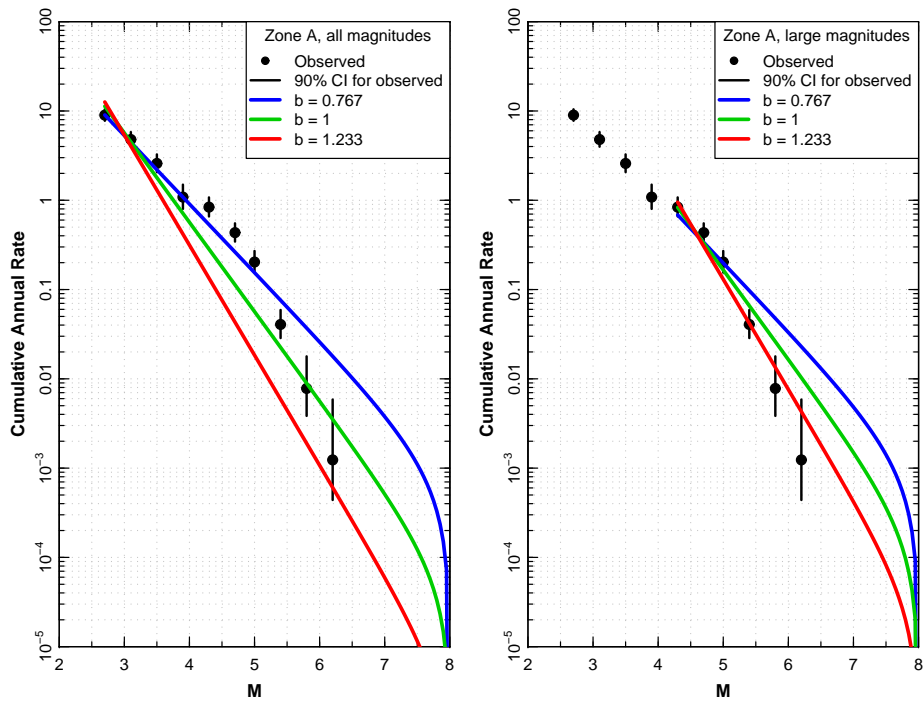 Zone A, all magnitudes
Observed
90% CI for observed
b = 0.767
b = 1
b = 1.233
Cumulative Annual Rate
100
10
1
0.1
0.01
10⁻³
10⁻⁴
10⁻⁵
2 3 4 5 6 7 8
M
Zone A, large magnitudes
Observed
90% CI for observed
b = 0.767
b = 1
b = 1.233
Cumulative Annual Rate
100
10
1
0.1
0.01
10⁻³
10⁻⁴
10⁻⁵
2 3 4 5 6 7 8
M